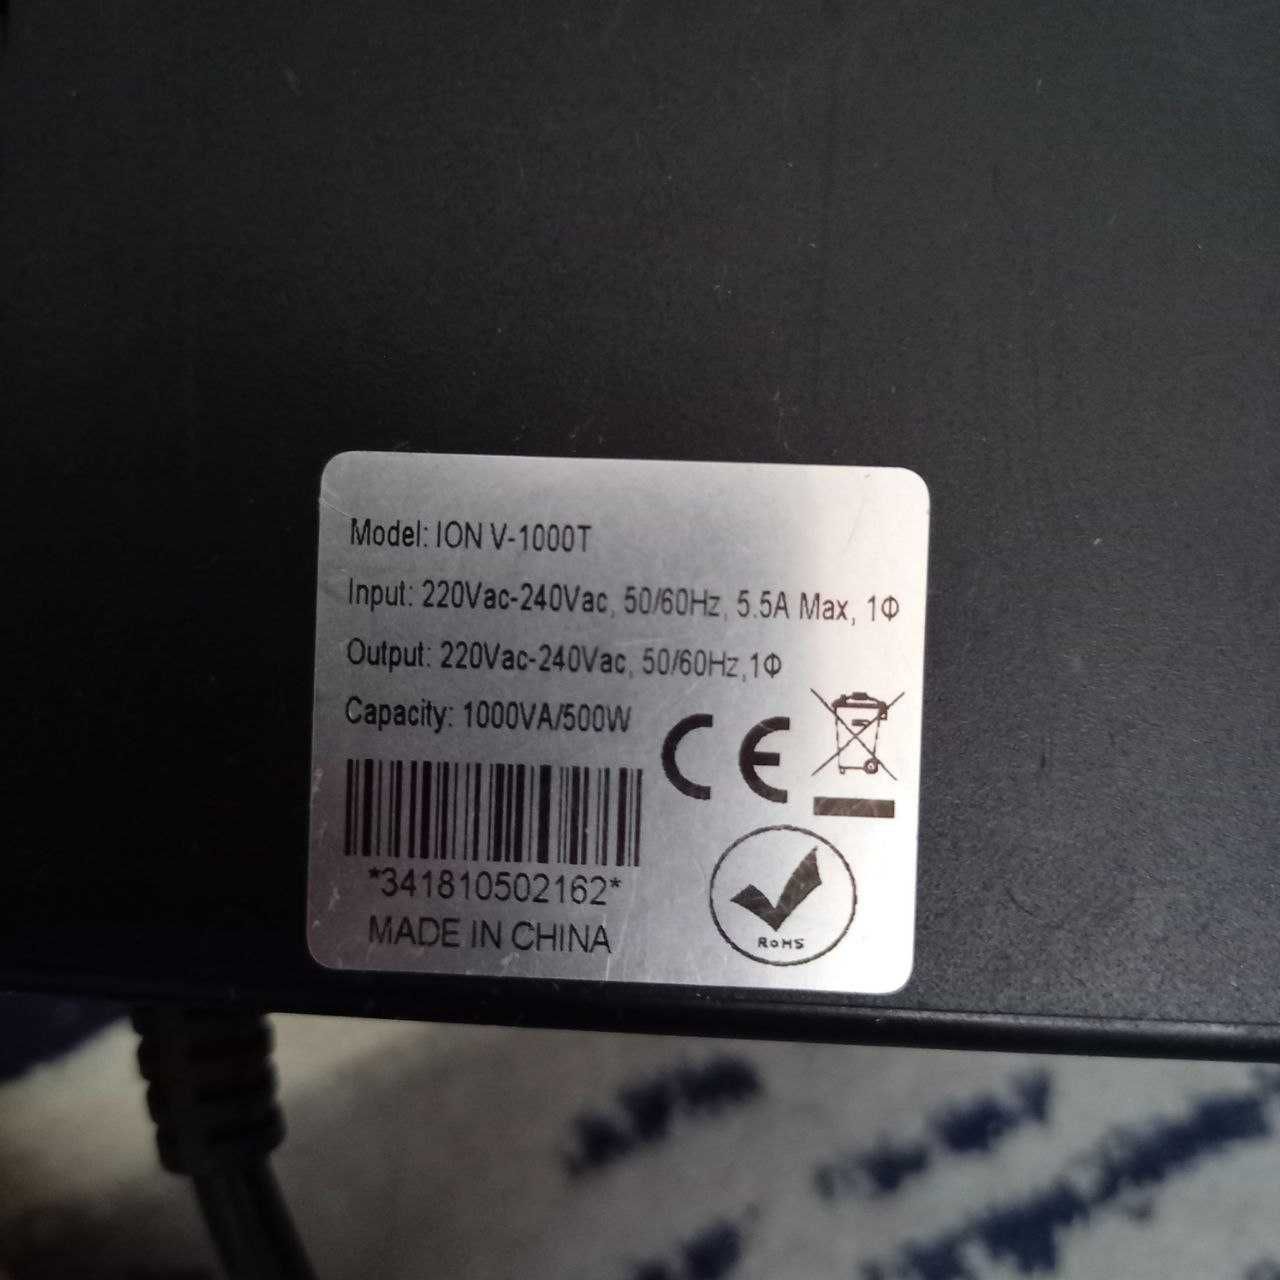 Model: ION V-1000T
Input: 220Vac-240Vac, 50/60Hz, 5.5A Max, 1Φ
Output: 220Vac-240Vac, 50/60Hz,1Φ
Capacity: 1000VA/500W
CE
*341810502162*
MADE IN CHINA
RoHS